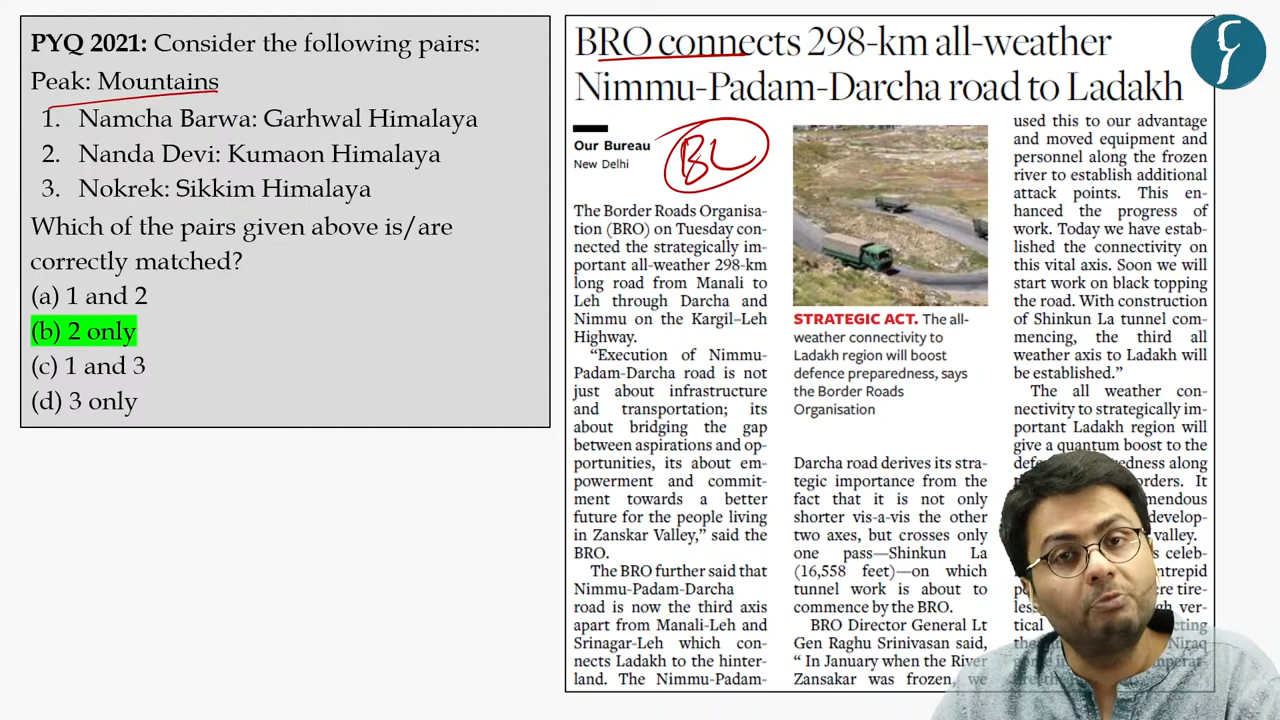 PYQ 2021: Consider the following pairs:
Peak: Mountains
1. Namcha Barwa: Garhwal Himalaya
2. Nanda Devi: Kumaon Himalaya
3. Nokrek: Sikkim Himalaya
Which of the pairs given above is/are
correctly matched?
(a) 1 and 2
(b) 2 only
(c) 1 and 3
(d) 3 only
BRO connects 298-km all-weather
Nimmu-Padam-Darcha road to Ladakh
Our Bureau
New Delhi
BL
The Border Roads Organisa-
tion (BRO) on Tuesday con-
nected the strategically im-
portant all-weather 298-km
long road from Manali to
Leh through Darcha and
Nimmu on the Kargil–Leh
Highway.
“Execution of Nimmu-
Padam-Darcha road is not
just about infrastructure
and transportation; its
about bridging the gap
between aspirations and op-
portunities, its about em-
powerment and commit-
ment towards a better
future for the people living
in Zanskar Valley,” said the
BRO.
The BRO further said that
Nimmu-Padam-Darcha
road is now the third axis
apart from Manali-Leh and
Srinagar-Leh which con-
nects Ladakh to the hinter-
land. The Nimmu-Padam-
STRATEGIC ACT. The all-
weather connectivity to
Ladakh region will boost
defence preparedness, says
the Border Roads
Organisation
Darcha road derives its stra-
tegic importance from the
fact that it is not only
shorter vis-a-vis the other
two axes, but crosses only
one pass—Shinkun La
(16,558 feet)—on which
tunnel work is about to
commence by the BRO.
BRO Director General Lt
Gen Raghu Srinivasan said,
“ In January when the River
Zansakar was frozen, we
used this to our advantage
and moved equipment and
personnel along the frozen
river to establish additional
attack points. This en-
hanced the progress of
work. Today we have estab-
lished the connectivity on
this vital axis. Soon we will
start work on black topping
the road. With construction
of Shinkun La tunnel com-
mencing, the third all
weather axis to Ladakh will
be established.”
The all weather con-
nectivity to strategically im-
portant Ladakh region will
give a quantum boost to the
orders. It
develop-
valley.
celeb-
ntrepid
tire-
ver-
tical
Niraq